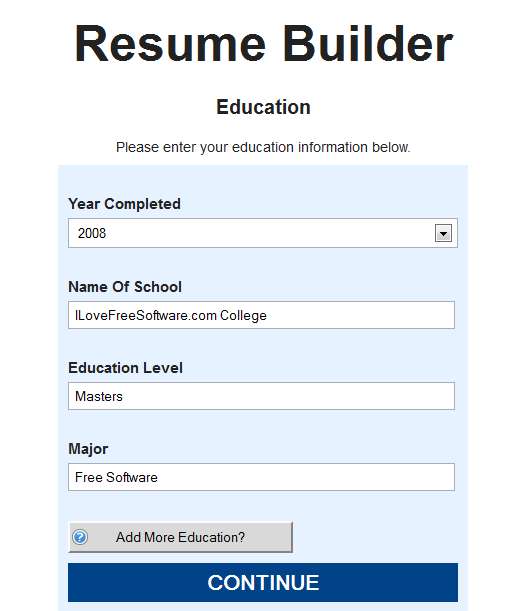 Resume Builder
Education
Please enter your education information below.
Year Completed
2008
Name Of School
ILoveFreeSoftware.com College
Education Level
Masters
Major
Free Software
? Add More Education?
CONTINUE